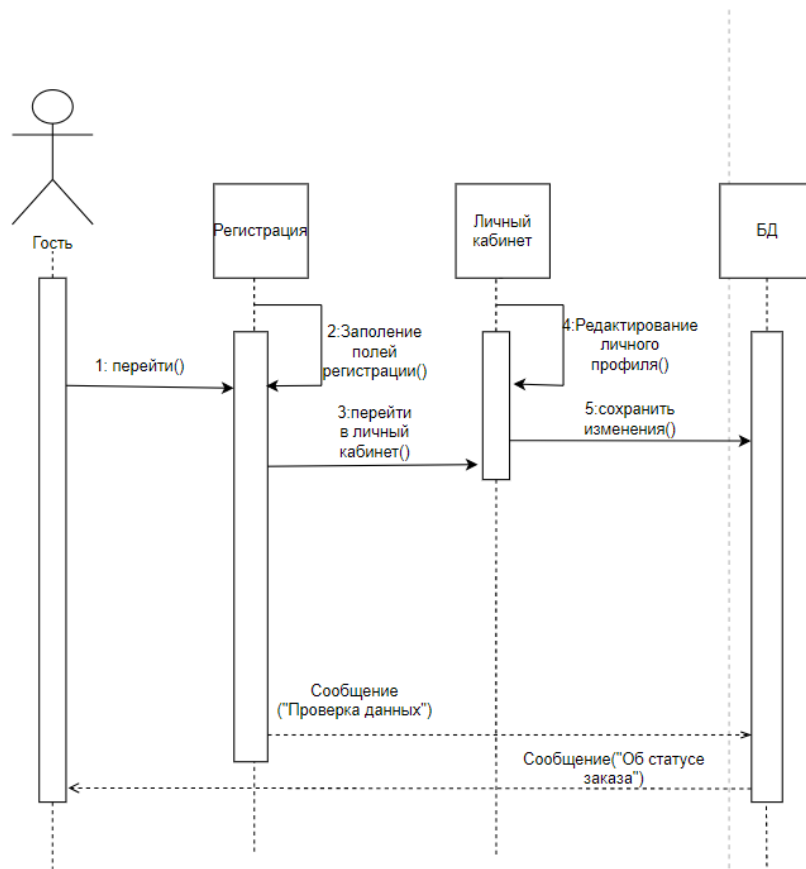 Гость
Регистрация
Личный
кабинет
БД
1: перейти()
2:Заполение
полей
регистрации()
3:перейти
в личный
кабинет()
4:Редактирование
личного
профиля()
5:сохранить
изменения()
Сообщение
("Проверка данных")
Сообщение("Об статусе
заказа")